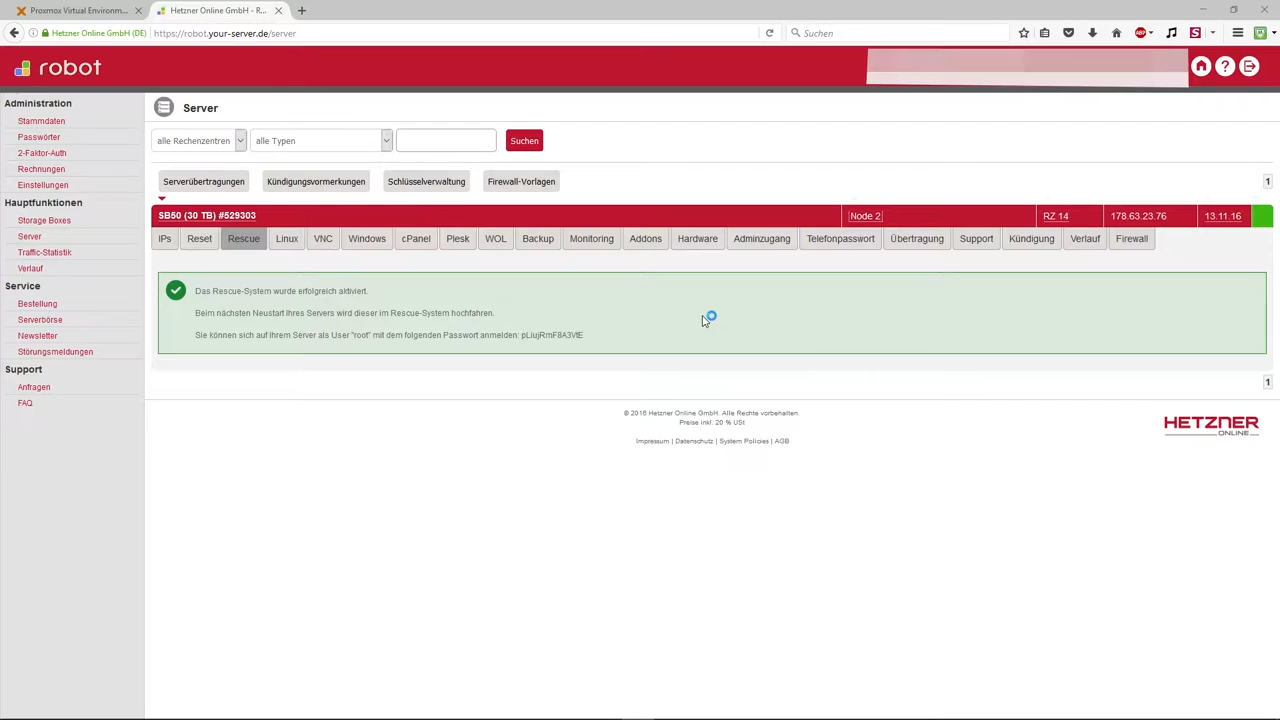 Proxmox Virtual Environm...
Hetzner Online GmbH - R...
Hetzner Online GmbH (DE)
https://robot.your-server.de/server
Suchen
ABP
S
robot
?
Administration
Stammdaten
Passwörter
2-Faktor-Auth
Rechnungen
Einstellungen
Hauptfunktionen
Storage Boxes
Server
Traffic-Statistik
Verlauf
Service
Bestellung
Serverbörse
Newsletter
Störungsmeldungen
Support
Anfragen
FAQ
Server
alle Rechenzentren
alle Typen
Suchen
Serverübertragungen
Kündigungsvormerkungen
Schlüsselverwaltung
Firewall-Vorlagen
1
SB50 (30 TB) #529303
Node 2
RZ 14
178.63.23.76
13.11.16
IPs
Reset
Rescue
Linux
VNC
Windows
cPanel
Plesk
WOL
Backup
Monitoring
Addons
Hardware
Adminzugang
Telefonpasswort
Übertragung
Support
Kündigung
Verlauf
Firewall
Das Rescue-System wurde erfolgreich aktiviert.
Beim nächsten Neustart Ihres Servers wird dieser im Rescue-System hochfahren.
Sie können sich auf Ihrem Server als User "root" mit dem folgenden Passwort anmelden:
1
© 2016 Hetzner Online GmbH. Alle Rechte vorbehalten.
Preise inkl. 20 % USt
Impressum | Datenschutz | System Policies | AGB
HETZNER
ONLINE